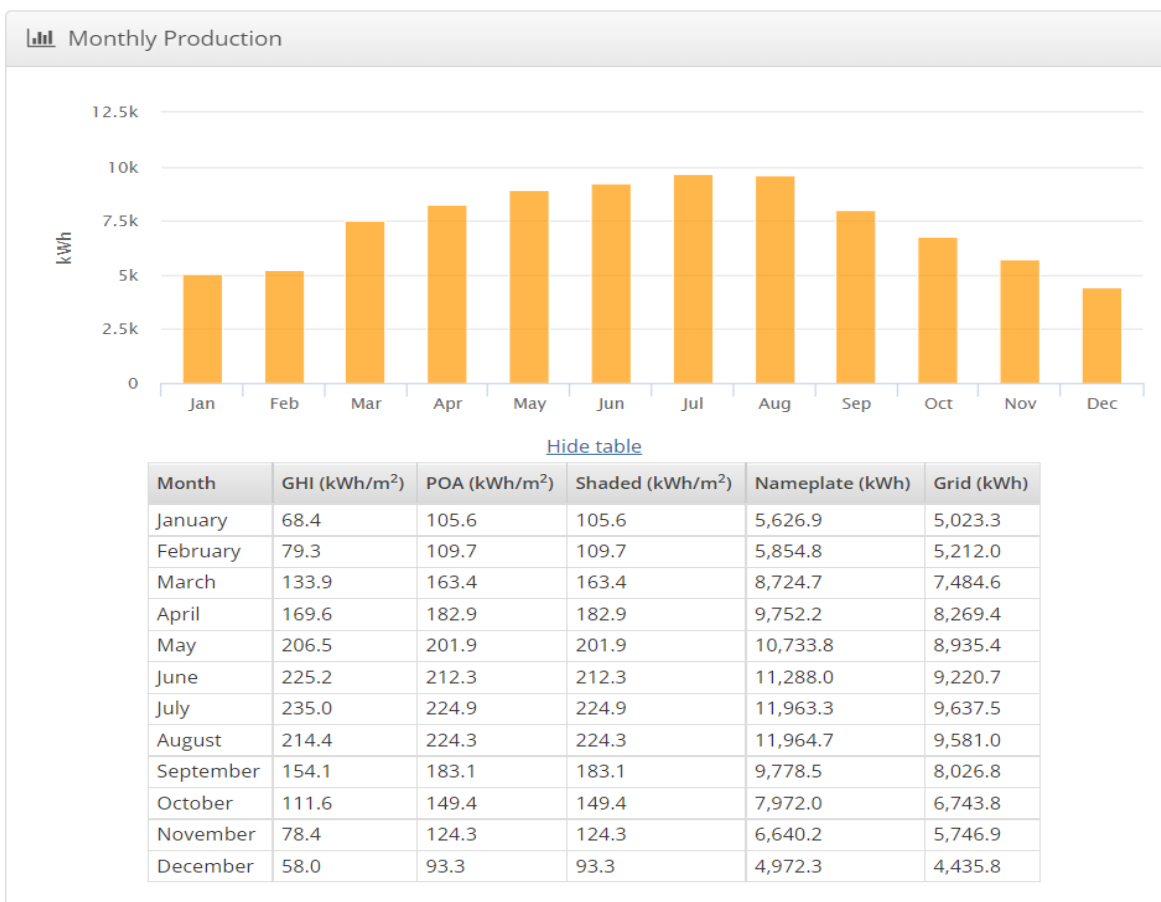 Monthly Production
12.5k
10k
7.5k
5k
2.5k
0
kWh
Jan Feb Mar Apr May Jun Jul Aug Sep Oct Nov Dec
Hide table
Month GHI (kWh/m²) POA (kWh/m²) Shaded (kWh/m²) Nameplate (kWh) Grid (kWh)
January 68.4 105.6 105.6 5,626.9 5,023.3
February 79.3 109.7 109.7 5,854.8 5,212.0
March 133.9 163.4 163.4 8,724.7 7,484.6
April 169.6 182.9 182.9 9,752.2 8,269.4
May 206.5 201.9 201.9 10,733.8 8,935.4
June 225.2 212.3 212.3 11,288.0 9,220.7
July 235.0 224.9 224.9 11,963.3 9,637.5
August 214.4 224.3 224.3 11,964.7 9,581.0
September 154.1 183.1 183.1 9,778.5 8,026.8
October 111.6 149.4 149.4 7,972.0 6,743.8
November 78.4 124.3 124.3 6,640.2 5,746.9
December 58.0 93.3 93.3 4,972.3 4,435.8